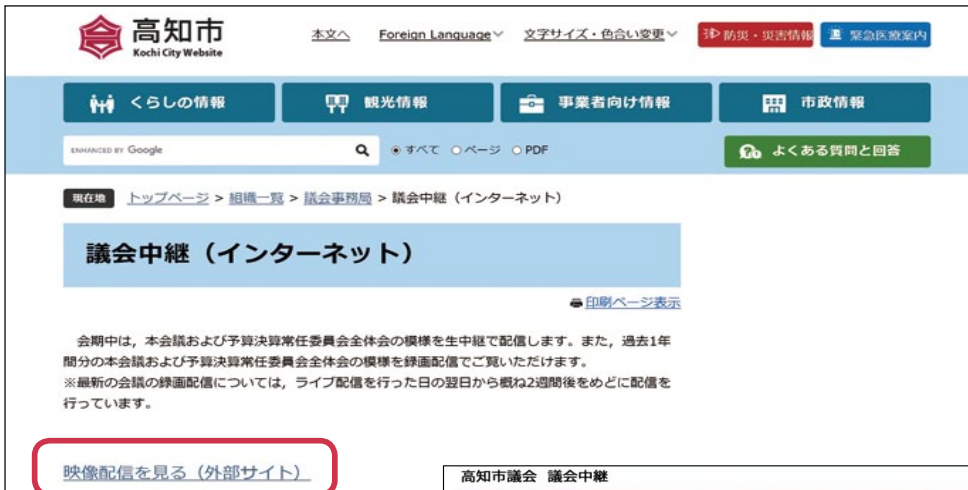 高知市
Kochi City Website
本文へ Foreign Language 文字サイズ・色合い変更 防災・災害情報 緊急医療案内
くらしの情報 観光情報 事業者向け情報 市政情報
ENHANCED BY Google すべて ページ PDF よくある質問と回答
現在地 トップページ > 組織一覧 > 議会事務局 > 議会中継（インターネット）
議会中継（インターネット）
印刷ページ表示
会期中は，本会議および予算決算常任委員会全体会の模様を生中継で配信します。また，過去1年
間分の本会議および予算決算常任委員会全体会の模様を録画配信でご覧いただけます。
※最新の会議の録画配信については，ライブ配信を行った日の翌日から概ね2週間後をめどに配信を
行っています。
映像配信を見る（外部サイト）
高知市議会 議会中継